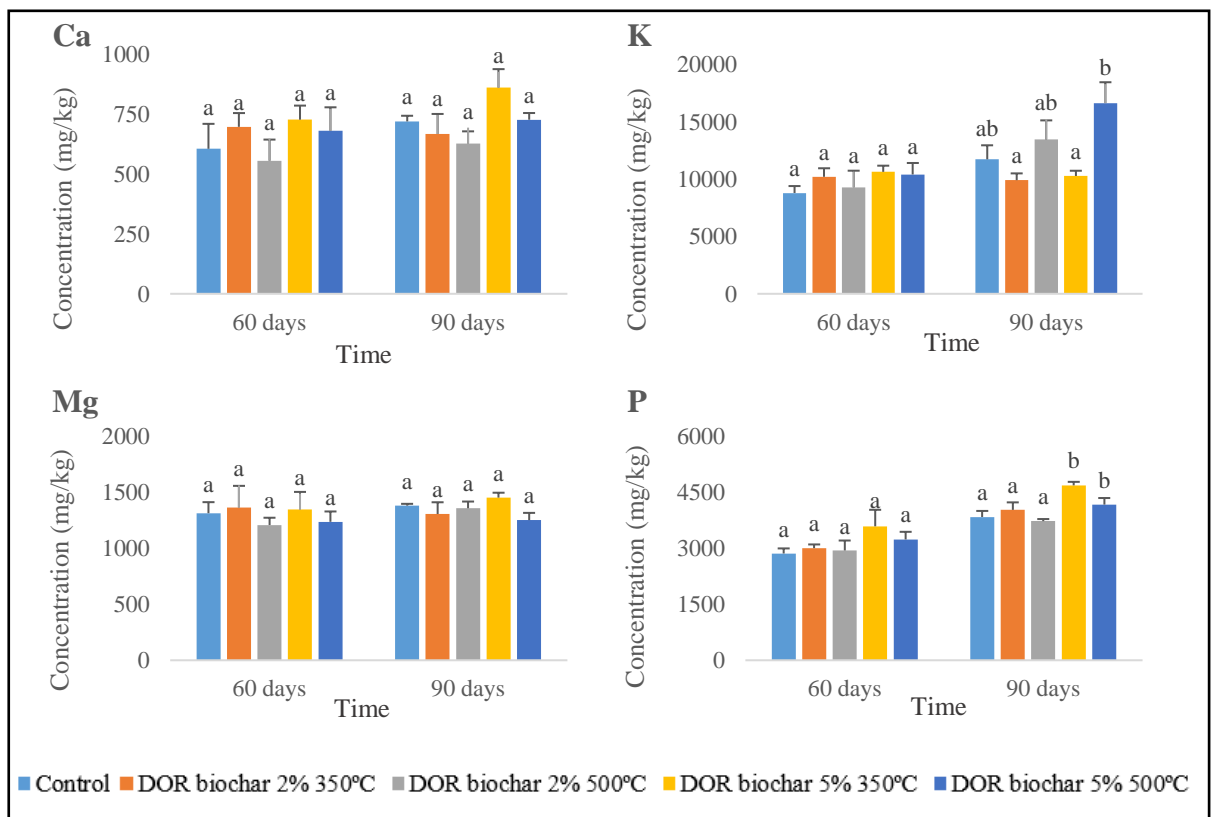 Ca
Concentration (mg/kg)
1000
750
500
250
0
a a a a a
a a a a a
60 days 90 days
Time
K
Concentration (mg/kg)
20000
15000
10000
5000
0
a a a a a
ab a ab a b
60 days 90 days
Time
Mg
Concentration (mg/kg)
2000
1500
1000
500
0
a a a a a
a a a a a
60 days 90 days
Time
P
Concentration (mg/kg)
6000
4500
3000
1500
0
a a a a a
a a a b b
60 days 90 days
Time
Control DOR biochar 2% 350ºC DOR biochar 2% 500ºC DOR biochar 5% 350ºC DOR biochar 5% 500ºC